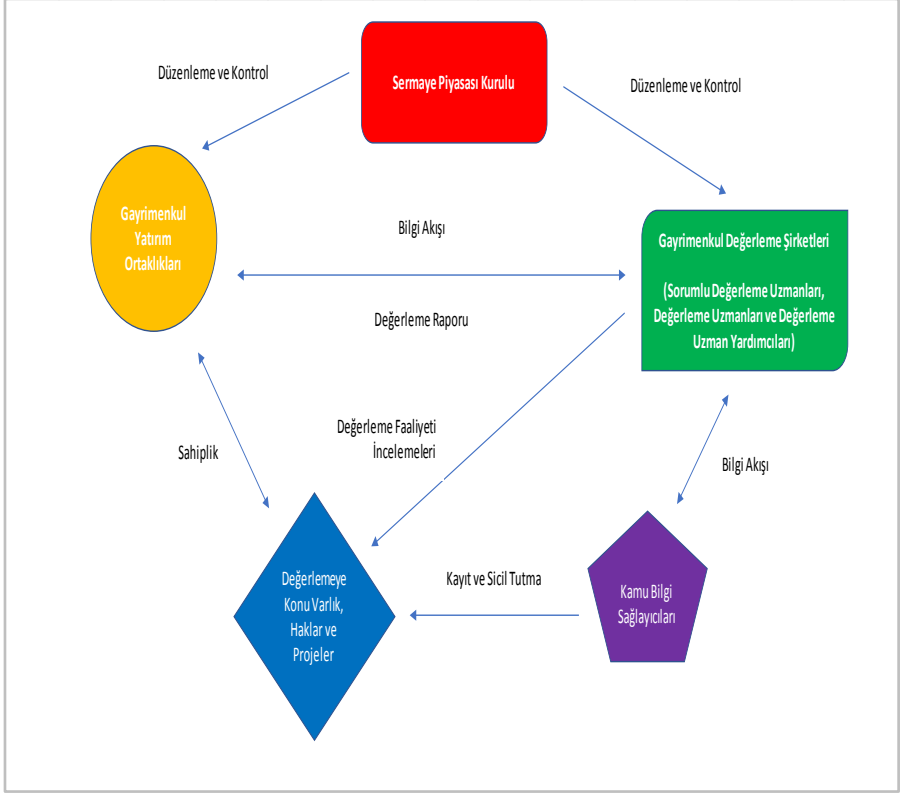 Düzenleme ve Kontrol
Sermaye Piyasası Kurulu
Düzenleme ve Kontrol
Gayrimenkul
Yatırım
Ortaklıkları
Bilgi Akışı
Değerleme Raporu
Gayrimenkul Değerleme Şirketleri
(Sorumlu Değerleme Uzmanları,
Değerleme Uzmanları ve Değerleme
Uzman Yardımcıları)
Sahiplik
Değerleme Faaliyeti
İncelemeleri
Bilgi Akışı
Değerlemeye
Konu Varlık,
Haklar ve
Projeler
Kayıt ve Sicil Tutma
Kamu Bilgi
Sağlayıcıları